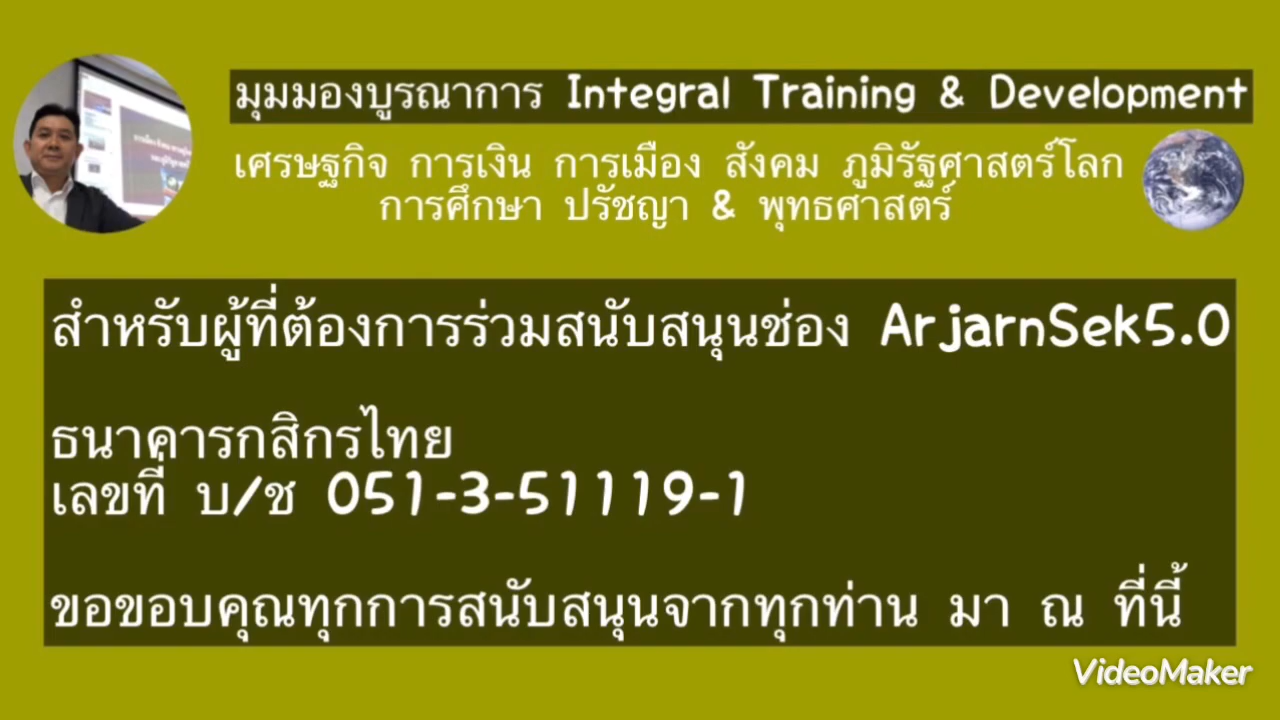 มุมมองบูรณาการ Integral Training & Development
เศรษฐกิจ การเงิน การเมือง สังคม ภูมิรัฐศาสตร์โลก
การศึกษา ปรัชญา & พุทธศาสตร์
สำหรับผู้ที่ต้องการร่วมสนับสนุนช่อง ArjarnSek5.0
ธนาคารกสิกรไทย
เลขที่ บ/ช 051-3-51119-1
ขอขอบคุณทุกการสนับสนุนจากทุกท่าน มา ณ ที่นี้
VideoMaker